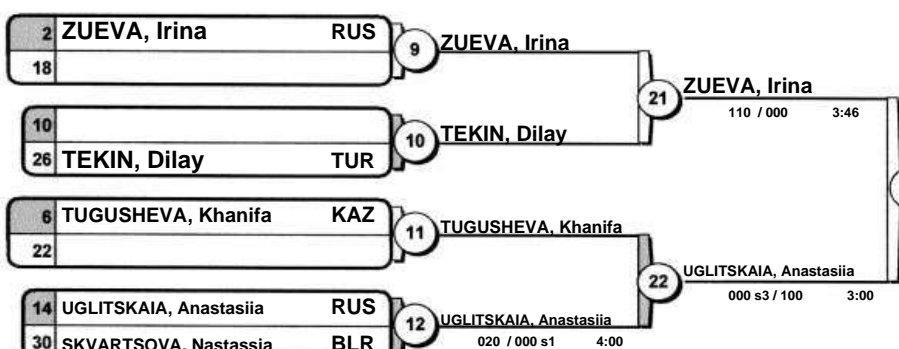 2 ZUEVA, Irina RUS
18
9
ZUEVA, Irina
10
26 TEKIN, Dilay TUR
10
TEKIN, Dilay
21
ZUEVA, Irina
110 / 000 3:46
6 TUGUSHEVA, Khanifa KAZ
22
11
TUGUSHEVA, Khanifa
14 UGLITSKAIA, Anastasiia RUS
30 SKVARTSOVA, Nastassia BLR
12
UGLITSKAIA, Anastasiia
020 / 000 s1 4:00
22
UGLITSKAIA, Anastasiia
000 s3 / 100 3:00